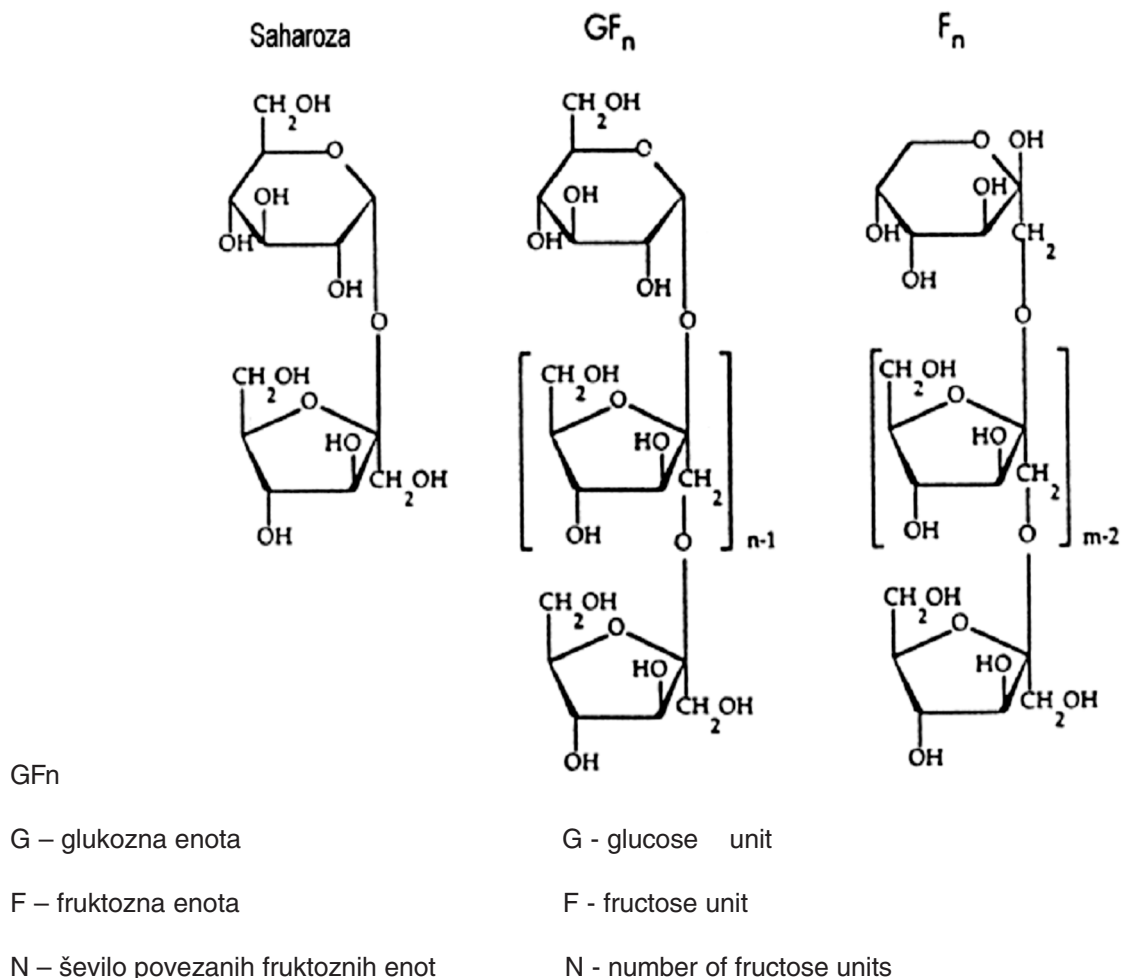 Saharoza GFn Fn
CH2OH CH2OH
O O O OH
OH OH OH
OH OH OH CH2
OH OH OH
O O O
CH2OH CH2OH CH2OH
O O O
HO HO HO
CH2OH CH2 CH2
OH OH O n-1 OH O m-2
CH2OH CH2OH
O O
HO HO
CH2OH CH2OH
OH OH
GFn
G – glukozna enota G - glucose unit
F – fruktozna enota F - fructose unit
N – število povezanih fruktoznih enot N - number of fructose units